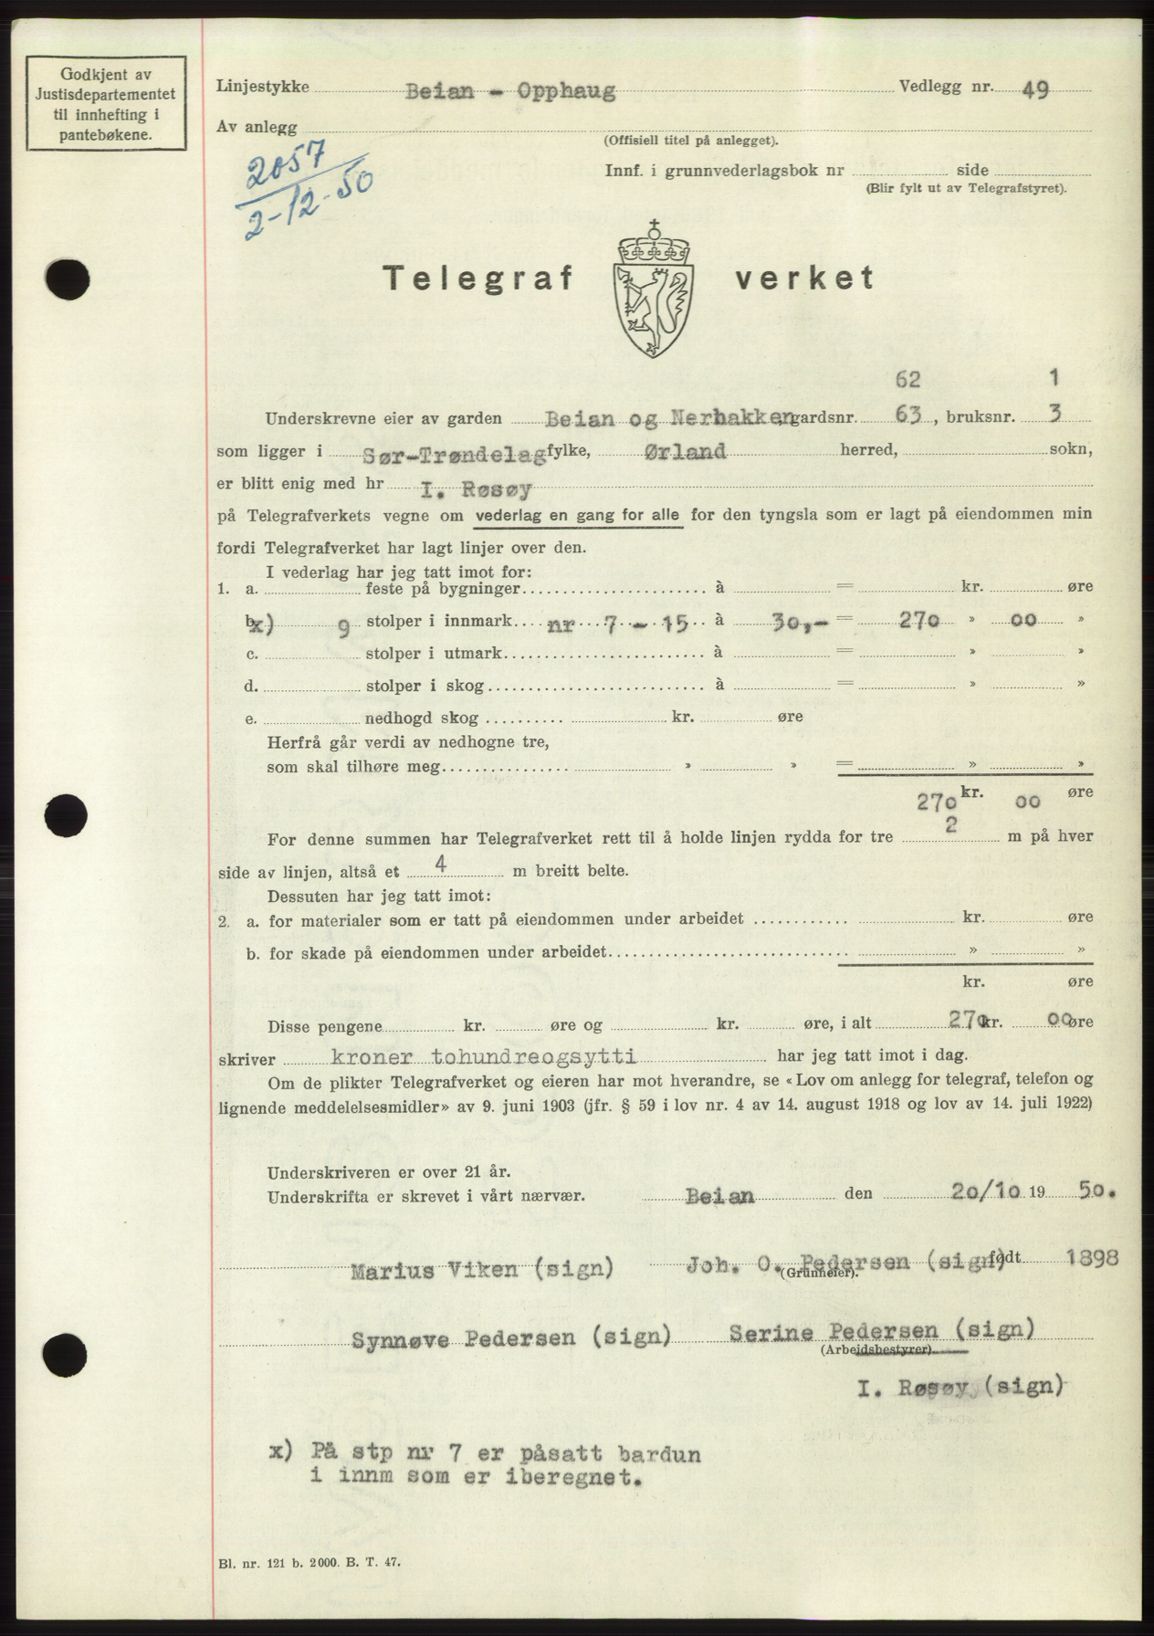 Godkjent av
Justisdepartementet
til innhefting i
pantebøkene.
Linjestykke Beian - Opphaug Vedlegg nr. 49
Av anlegg
(Offisiell titel på anlegget).
2057
2-12-50
Innf. i grunnvederlagsbok nr side
(Blir fylt ut av Telegrafstyret).
Telegraf verket
62 1
Underskrevne eier av garden Beian og Nerhakken, gardsnr. 63, bruksnr. 3
som ligger i Sør-Trøndelag fylke, Ørland herred, sokn,
er blitt enig med hr I. Røsøy
på Telegrafverkets vegne om vederlag en gang for alle for den tyngsla som er lagt på eiendommen min
fordi Telegrafverket har lagt linjer over den.
I vederlag har jeg tatt imot for:
1. a. feste på bygninger à = kr. øre
b. x) 9 stolper i innmark nr 7 - 15 à 30,- = 270 » 00 »
c. stolper i utmark à = » »
d. stolper i skog à = » »
e. nedhogd skog kr. øre
Herfrå går verdi av nedhogne tre,
som skal tilhøre meg » » = » »
270 kr. 00 øre
For denne summen har Telegrafverket rett til å holde linjen rydda for tre 2 m på hver
side av linjen, altså et 4 m breitt belte.
Dessuten har jeg tatt imot:
2. a. for materialer som er tatt på eiendommen under arbeidet kr. øre
b. for skade på eiendommen under arbeidet » »
kr. øre
Disse pengene kr. øre og kr. øre, i alt 270 kr. 00 øre
skriver kroner tohundreogsytti har jeg tatt imot i dag.
Om de plikter Telegrafverket og eieren har mot hverandre, se «Lov om anlegg for telegraf, telefon og
lignende meddelelsesmidler» av 9. juni 1903 (jfr. § 59 i lov nr. 4 av 14. august 1918 og lov av 14. juli 1922)
Underskriveren er over 21 år.
Underskrifta er skrevet i vårt nærvær. Beian den 20/10 19 50.
Marius Viken (sign) Joh. O. Pedersen (sign) født 1898
(Grunneier).
Synnøve Pedersen (sign) Serine Pedersen (sign)
(Arbeidsbestyrer)
I. Røsøy (sign)
x) På stp nr 7 er påsatt bardun
i innm som er iberegnet.
Bl. nr. 121 b. 2000. B. T. 47.